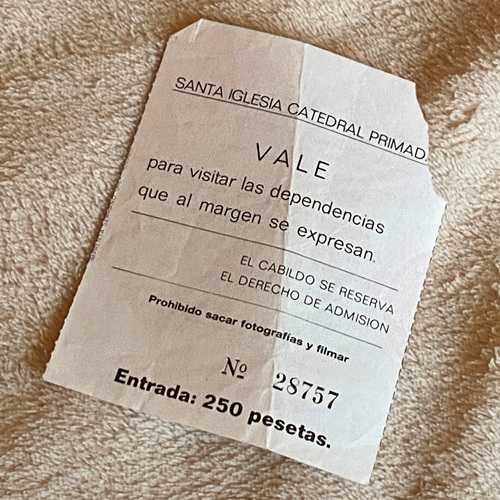 SANTA IGLESIA CATEDRAL PRIMAD
VALE
para visitar las dependencias
que al margen se expresan.
EL CABILDO SE RESERVA
EL DERECHO DE ADMISION
Prohibido sacar fotografías y filmar
Nº 28757
Entrada: 250 pesetas.